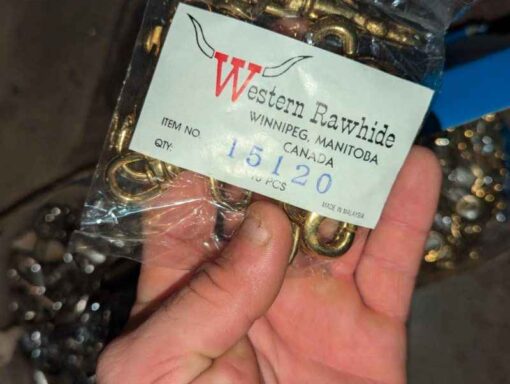 Western Rawhide
WINNIPEG, MANITOBA
CANADA
ITEM NO 15120
QTY. 10 PCS
MADE IN MALAYSIA